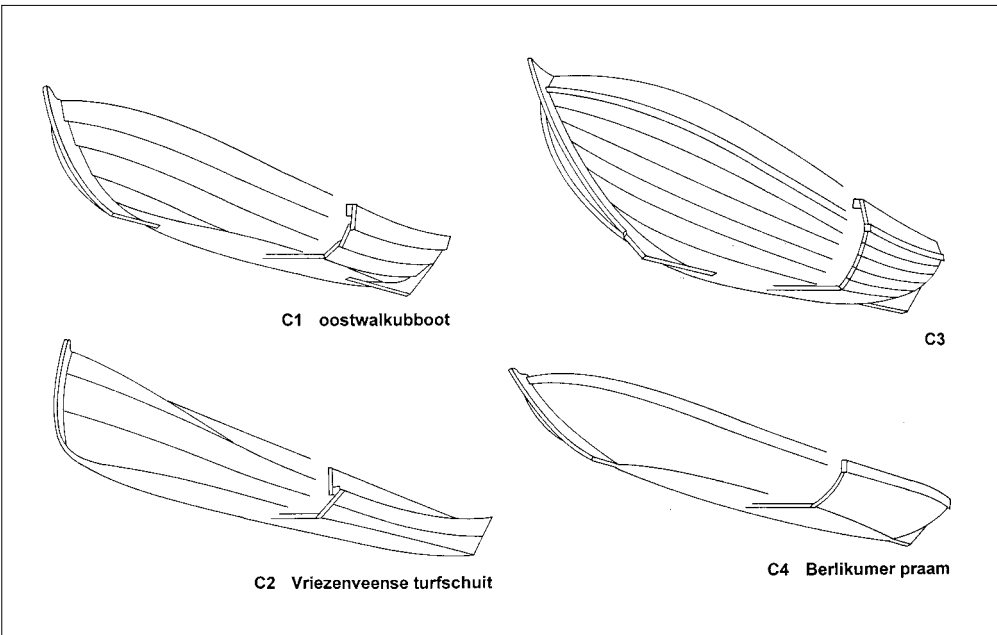 C1 oostwalkubboot
C3
C2 Vriezenveense turfschuit
C4 Berlikumer praam